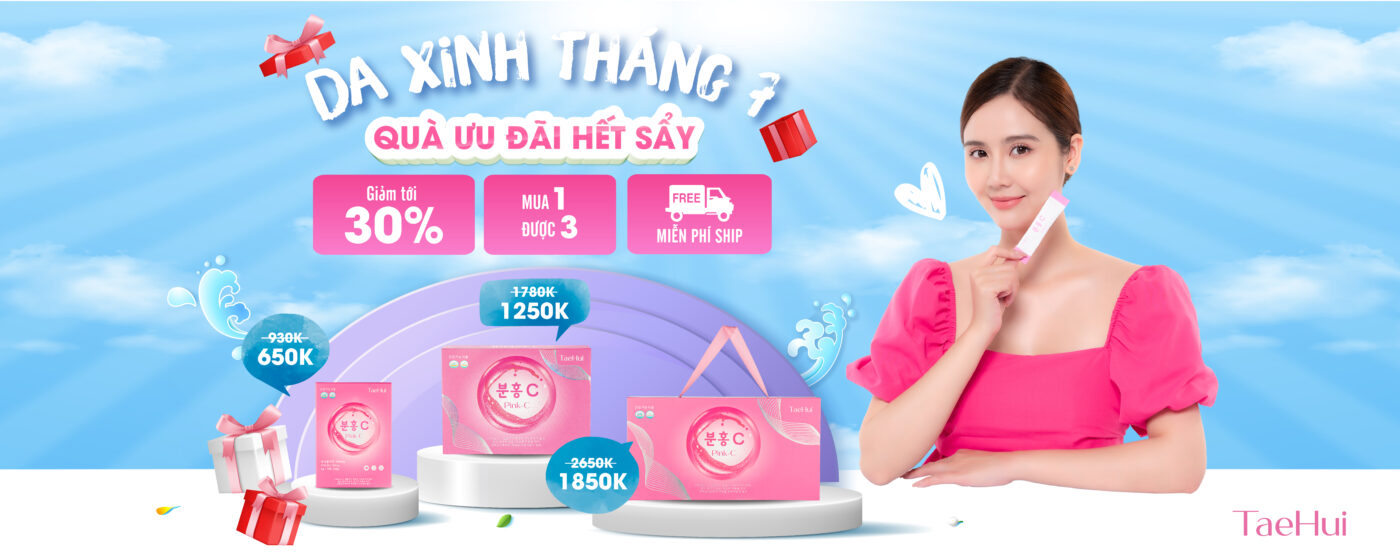 DA XINH THÁNG 7
QUÀ ƯU ĐÃI HẾT SẨY
Giảm tới
30%
MUA 1
ĐƯỢC 3
FREE
MIỄN PHÍ SHIP
1780K
1250K
930K
650K
2650K
1850K
TaeHui
분홍 C
Pink-C
TaeHui
분홍 C
Pink-C
TaeHui
분홍 C
Pink-C
분홍 C
TaeHui